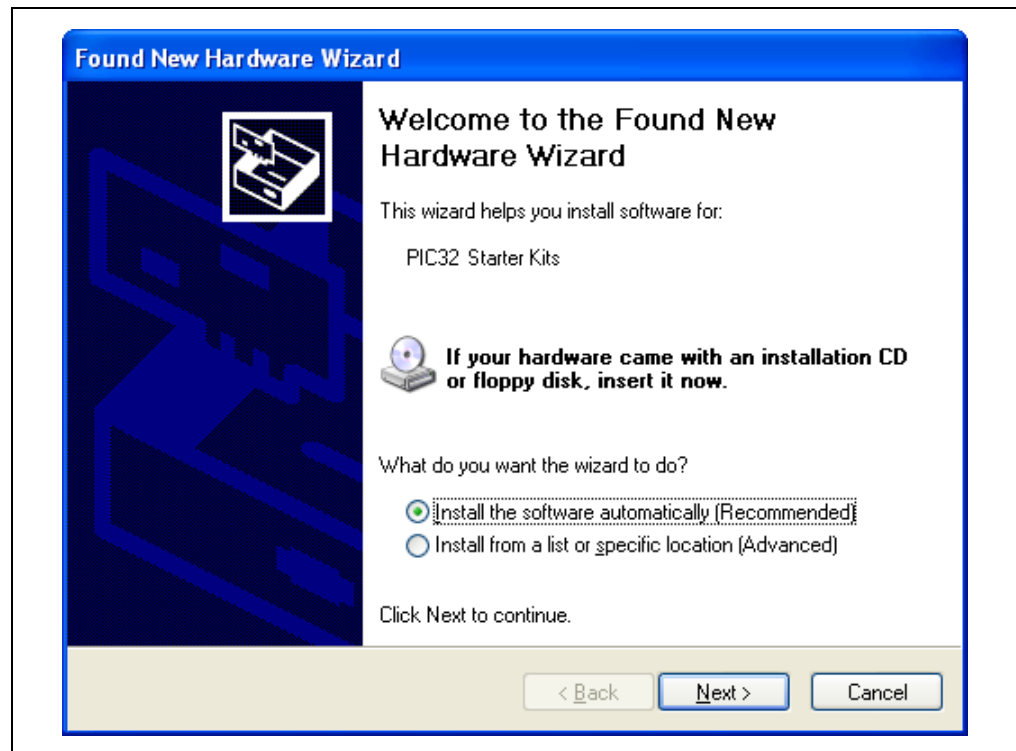 Found New Hardware Wizard
Welcome to the Found New
Hardware Wizard
This wizard helps you install software for:
PIC32 Starter Kits
If your hardware came with an installation CD
or floppy disk, insert it now.
What do you want the wizard to do?
Install the software automatically (Recommended)
Install from a list or specific location (Advanced)
Click Next to continue.
< Back
Next >
Cancel